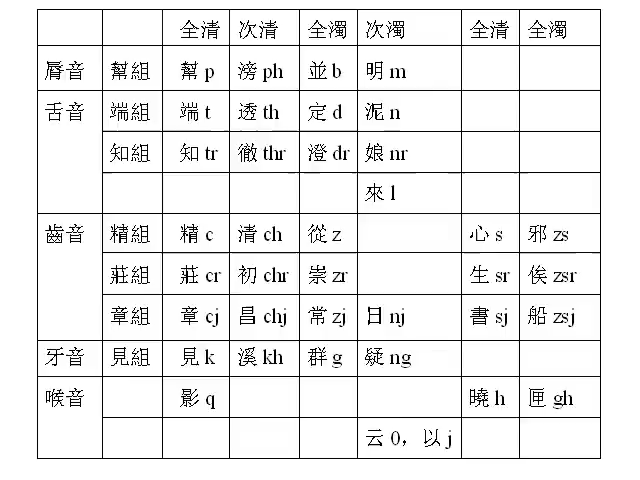 全清 次清 全濁 次濁 全清 全濁
脣音 幫組 幫 p 滂 ph 並 b 明 m
舌音 端組 端 t 透 th 定 d 泥 n
知組 知 tr 徹 thr 澄 dr 娘 nr
來 l
齒音 精組 精 c 清 ch 從 z 心 s 邪 zs
莊組 莊 cr 初 chr 崇 zr 生 sr 俟 zsr
章組 章 cj 昌 chj 常 zj 日 nj 書 sj 船 zsj
牙音 見組 見 k 溪 kh 群 g 疑 ng
喉音 影 q 曉 h 匣 gh
云 0，以 j